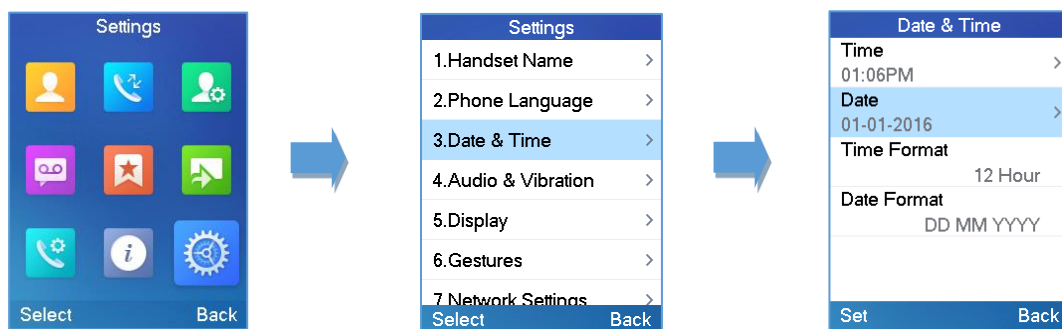 Settings
Select Back
Settings
1.Handset Name
2.Phone Language
3.Date & Time
4.Audio & Vibration
5.Display
6.Gestures
7.Network Settings
Select Back
Date & Time
Time
01:06PM
Date
01-01-2016
Time Format
12 Hour
Date Format
DD MM YYYY
Set Back